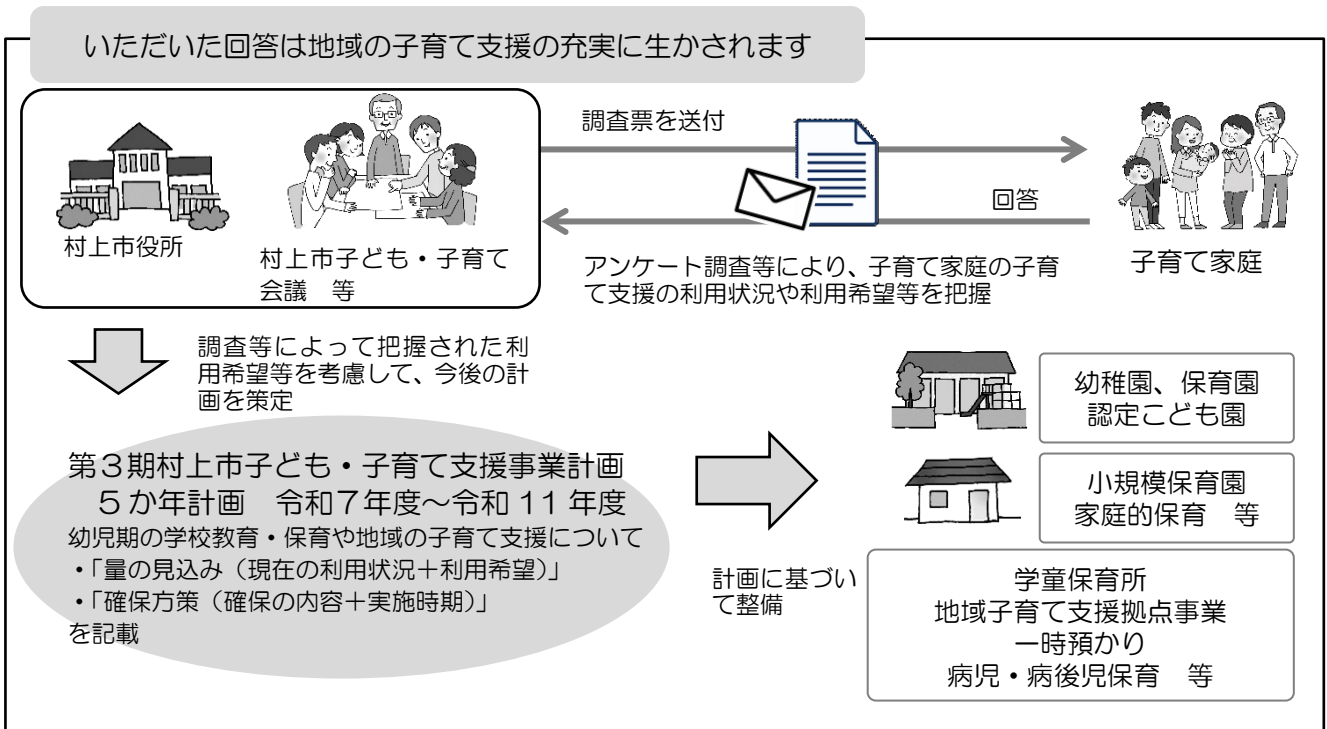 いただいた回答は地域の子育て支援の充実に生かされます
調査票を送付
回答
村上市役所
村上市子ども・子育て
会議　等
アンケート調査等により、子育て家庭の子育
て支援の利用状況や利用希望等を把握
子育て家庭
調査等によって把握された利
用希望等を考慮して、今後の計
画を策定
第３期村上市子ども・子育て支援事業計画
５か年計画　令和７年度～令和 11 年度
幼児期の学校教育・保育や地域の子育て支援について
・「量の見込み（現在の利用状況＋利用希望）」
・「確保方策（確保の内容＋実施時期）」
を記載
計画に基づい
て整備
幼稚園、保育園
認定こども園
小規模保育園
家庭的保育　等
学童保育所
地域子育て支援拠点事業
一時預かり
病児・病後児保育　等